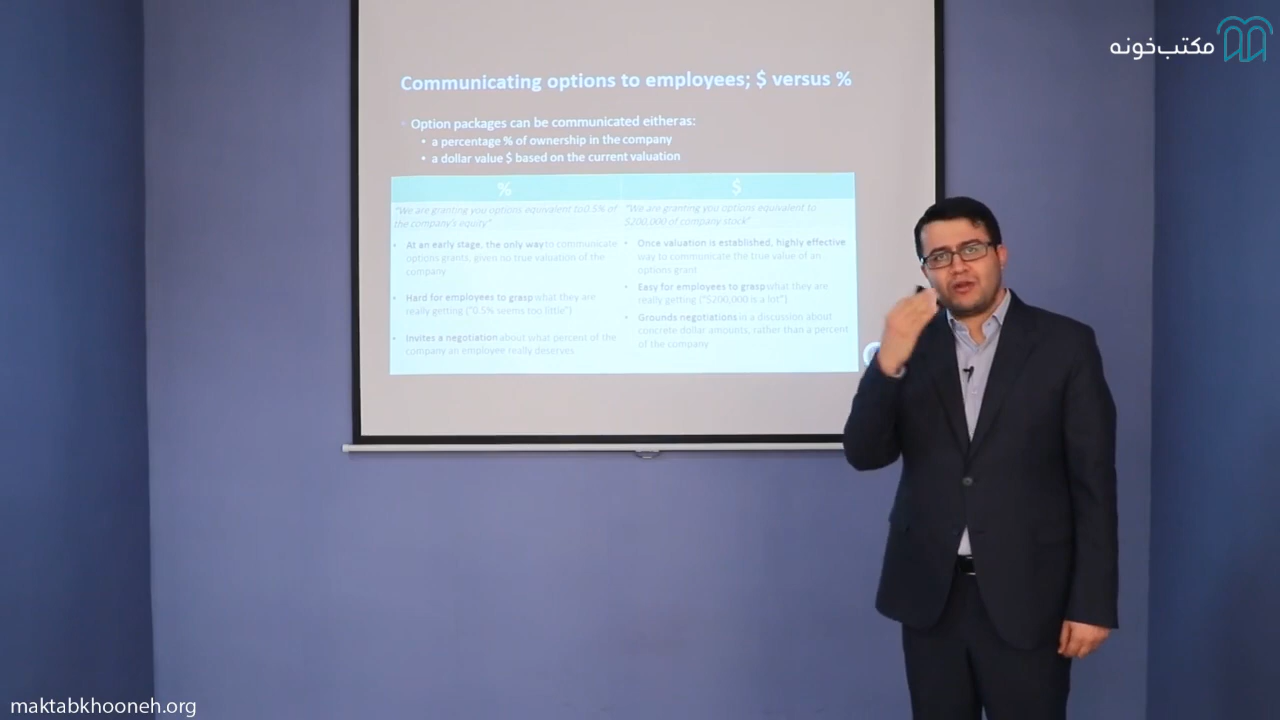 مکتب‌خونه
Communicating options to employees; $ versus %
Option packages can be communicated either as:
a percentage % of ownership in the company
a dollar value $ based on the current valuation
%
"We are granting you options equivalent to 0.5% of
the company's equity"
At an early stage, the only way to communicate
options grants, given no true valuation of the
company
Hard for employees to grasp what they are
really getting ("0.5% seems too little")
Invites a negotiation about what percent of the
company an employee really deserves
$
"We are granting you options equivalent to
$200,000 of company stock"
Once valuation is established, highly effective
way to communicate the true value of an
options grant
Easy for employees to grasp what they are
really getting ("$200,000 is a lot")
Grounds negotiations in a discussion about
concrete dollar amounts, rather than a percent
of the company
maktabkhooneh.org